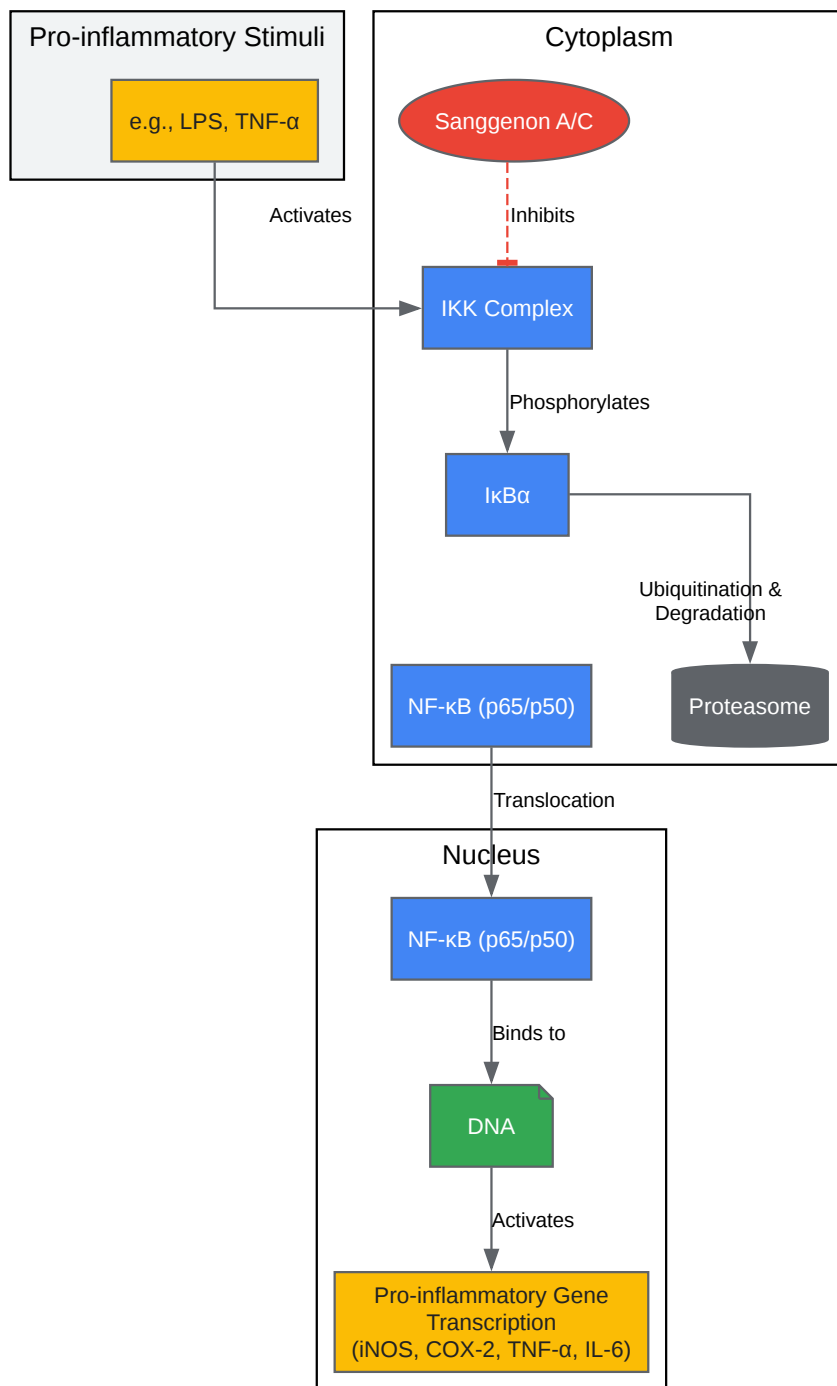 Pro-inflammatory Stimuli
e.g., LPS, TNF-α
Activates
Cytoplasm
Sanggenon A/C
Inhibits
IKK Complex
Phosphorylates
IκBα
Ubiquitination &
Degradation
NF-κB (p65/p50)
Proteasome
Translocation
Nucleus
NF-κB (p65/p50)
Binds to
DNA
Activates
Pro-inflammatory Gene
Transcription
(iNOS, COX-2, TNF-α, IL-6)